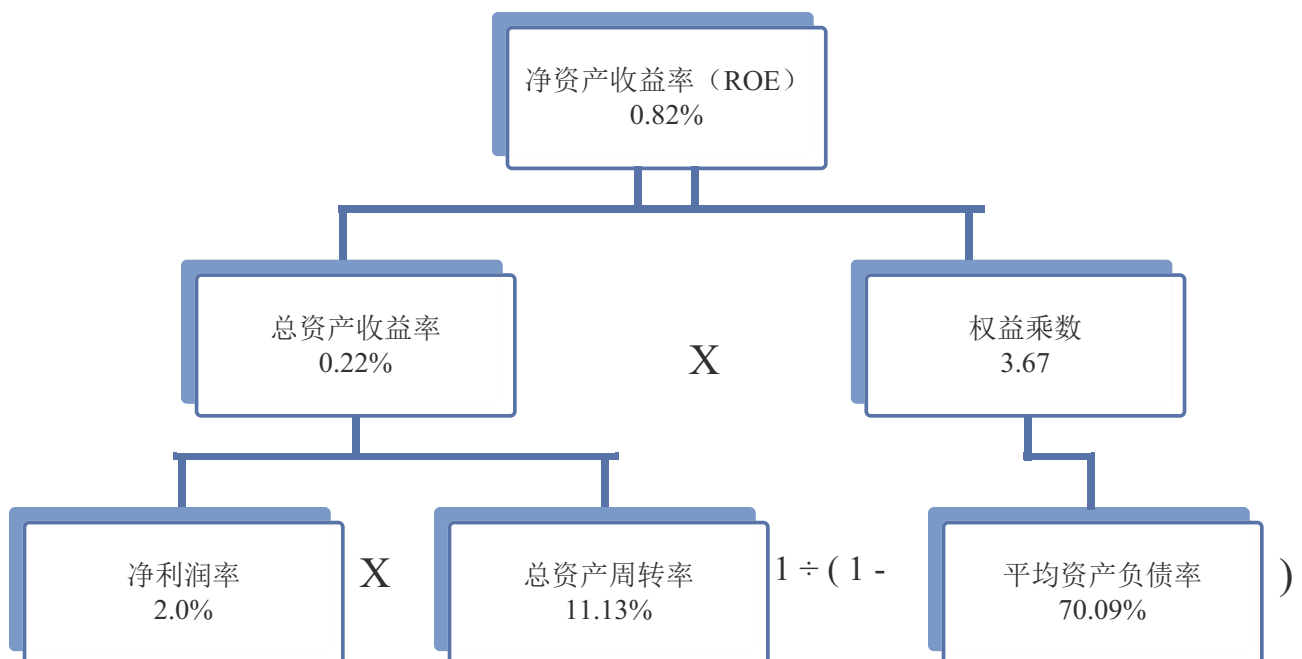 净资产收益率（ROE）
0.82%
总资产收益率
0.22%
X
权益乘数
3.67
净利润率
2.0%
X
总资产周转率
11.13%
1 ÷ ( 1 -
平均资产负债率
70.09%
)